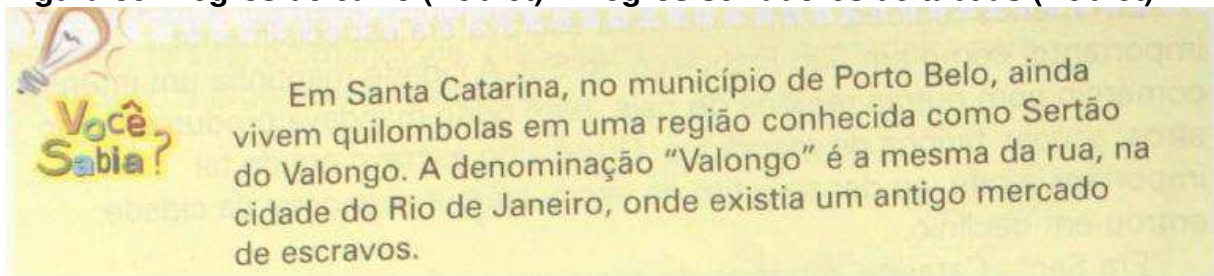 Você Sabia?
Em Santa Catarina, no município de Porto Belo, ainda
vivem quilombolas em uma região conhecida como Sertão
do Valongo. A denominação "Valongo" é a mesma da rua, na
cidade do Rio de Janeiro, onde existia um antigo mercado
de escravos.